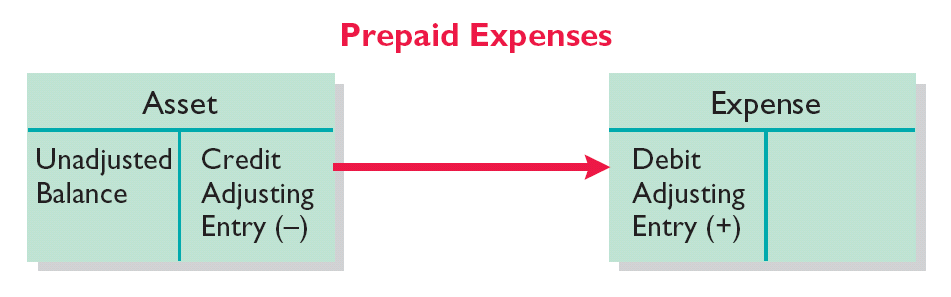 Prepaid Expenses
Asset
Unadjusted
Balance
Credit
Adjusting
Entry (–)
Expense
Debit
Adjusting
Entry (+)